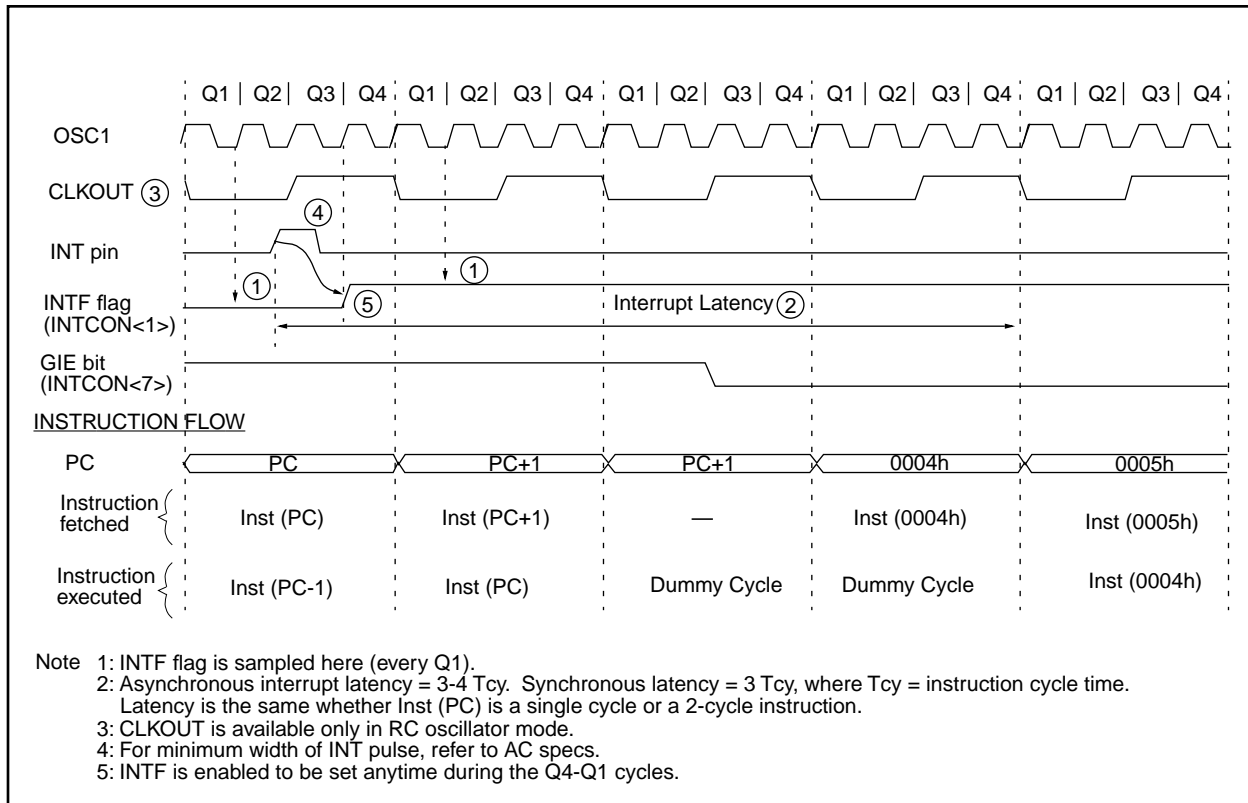 Q1 | Q2 | Q3 | Q4 Q1 | Q2 | Q3 | Q4 Q1 | Q2 | Q3 | Q4 Q1 | Q2 | Q3 | Q4 Q1 | Q2 | Q3 | Q4
OSC1
CLKOUT 3
4
INT pin
1 1
INTF flag
(INTCON<1>)
5
Interrupt Latency 2
GIE bit
(INTCON<7>)
INSTRUCTION FLOW
PC PC PC+1 PC+1 0004h 0005h
Instruction
fetched
Inst (PC) Inst (PC+1) — Inst (0004h) Inst (0005h)
Instruction
executed
Inst (PC-1) Inst (PC) Dummy Cycle Dummy Cycle Inst (0004h)
Note 1: INTF flag is sampled here (every Q1).
2: Asynchronous interrupt latency = 3-4 Tcy. Synchronous latency = 3 Tcy, where Tcy = instruction cycle time.
Latency is the same whether Inst (PC) is a single cycle or a 2-cycle instruction.
3: CLKOUT is available only in RC oscillator mode.
4: For minimum width of INT pulse, refer to AC specs.
5: INTF is enabled to be set anytime during the Q4-Q1 cycles.